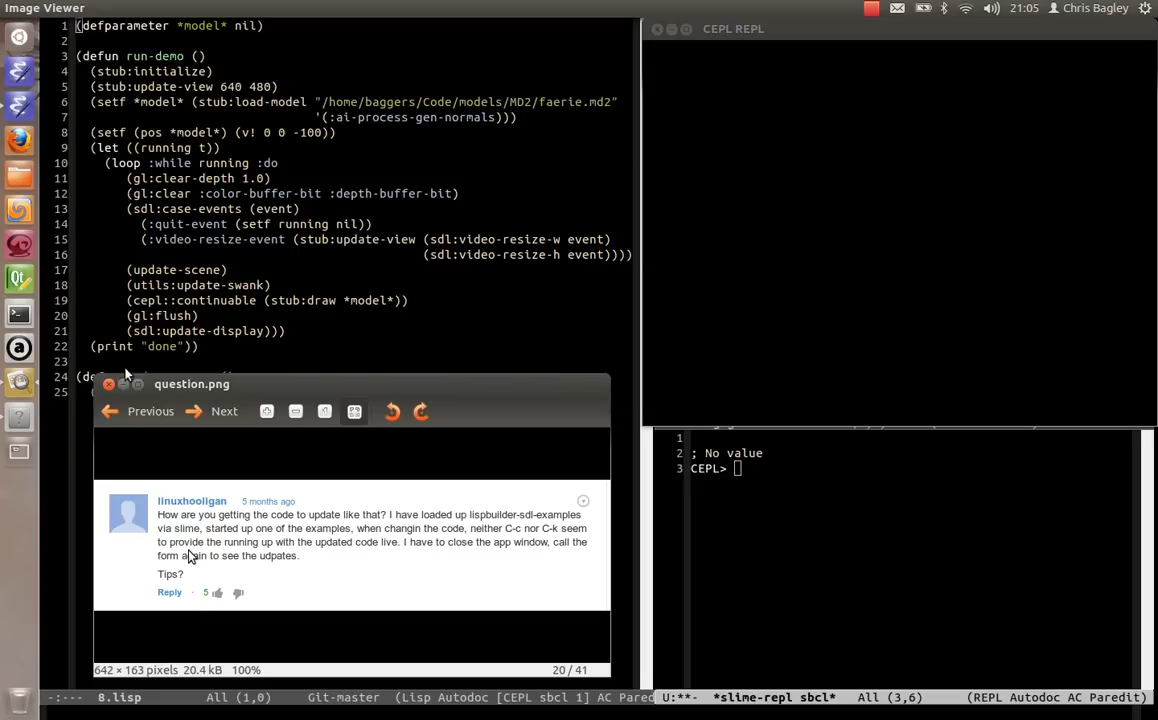 Image Viewer
21:05 Chris Bagley
1 (defparameter *model* nil)
2
3 (defun run-demo ()
4 (stub:initialize)
5 (stub:update-view 640 480)
6 (setf *model* (stub:load-model "/home/baggers/Code/models/MD2/faerie.md2"
7 '(:ai-process-gen-normals)))
8 (setf (pos *model*) (v! 0 0 -100))
9 (let ((running t))
10 (loop :while running :do
11 (gl:clear-depth 1.0)
12 (gl:clear :color-buffer-bit :depth-buffer-bit)
13 (sdl:case-events (event)
14 (:quit-event (setf running nil))
15 (:video-resize-event (stub:update-view (sdl:video-resize-w event)
16 (sdl:video-resize-h event))))
17 (update-scene)
18 (utils:update-swank)
19 (cepl::continuable (stub:draw *model*))
20 (gl:flush)
21 (sdl:update-display)))
22 (print "done"))
23
24 (de
25
question.png
Previous Next
linuxhooligan 5 months ago
How are you getting the code to update like that? I have loaded up lispbuilder-sdl-examples
via slime, started up one of the examples, when changin the code, neither C-c nor C-k seem
to provide the running up with the updated code live. I have to close the app window, call the
form again to see the udpates.
Tips?
Reply · 5
642 × 163 pixels 20.4 kB 100% 20 / 41
-:--- 8.lisp All (1,0) Git-master (Lisp Autodoc [CEPL sbcl 1] AC Pared
CEPL REPL
1
2 ; No value
3 CEPL>
U:**- *slime-repl sbcl* All (3,6) (REPL Autodoc AC Paredit)